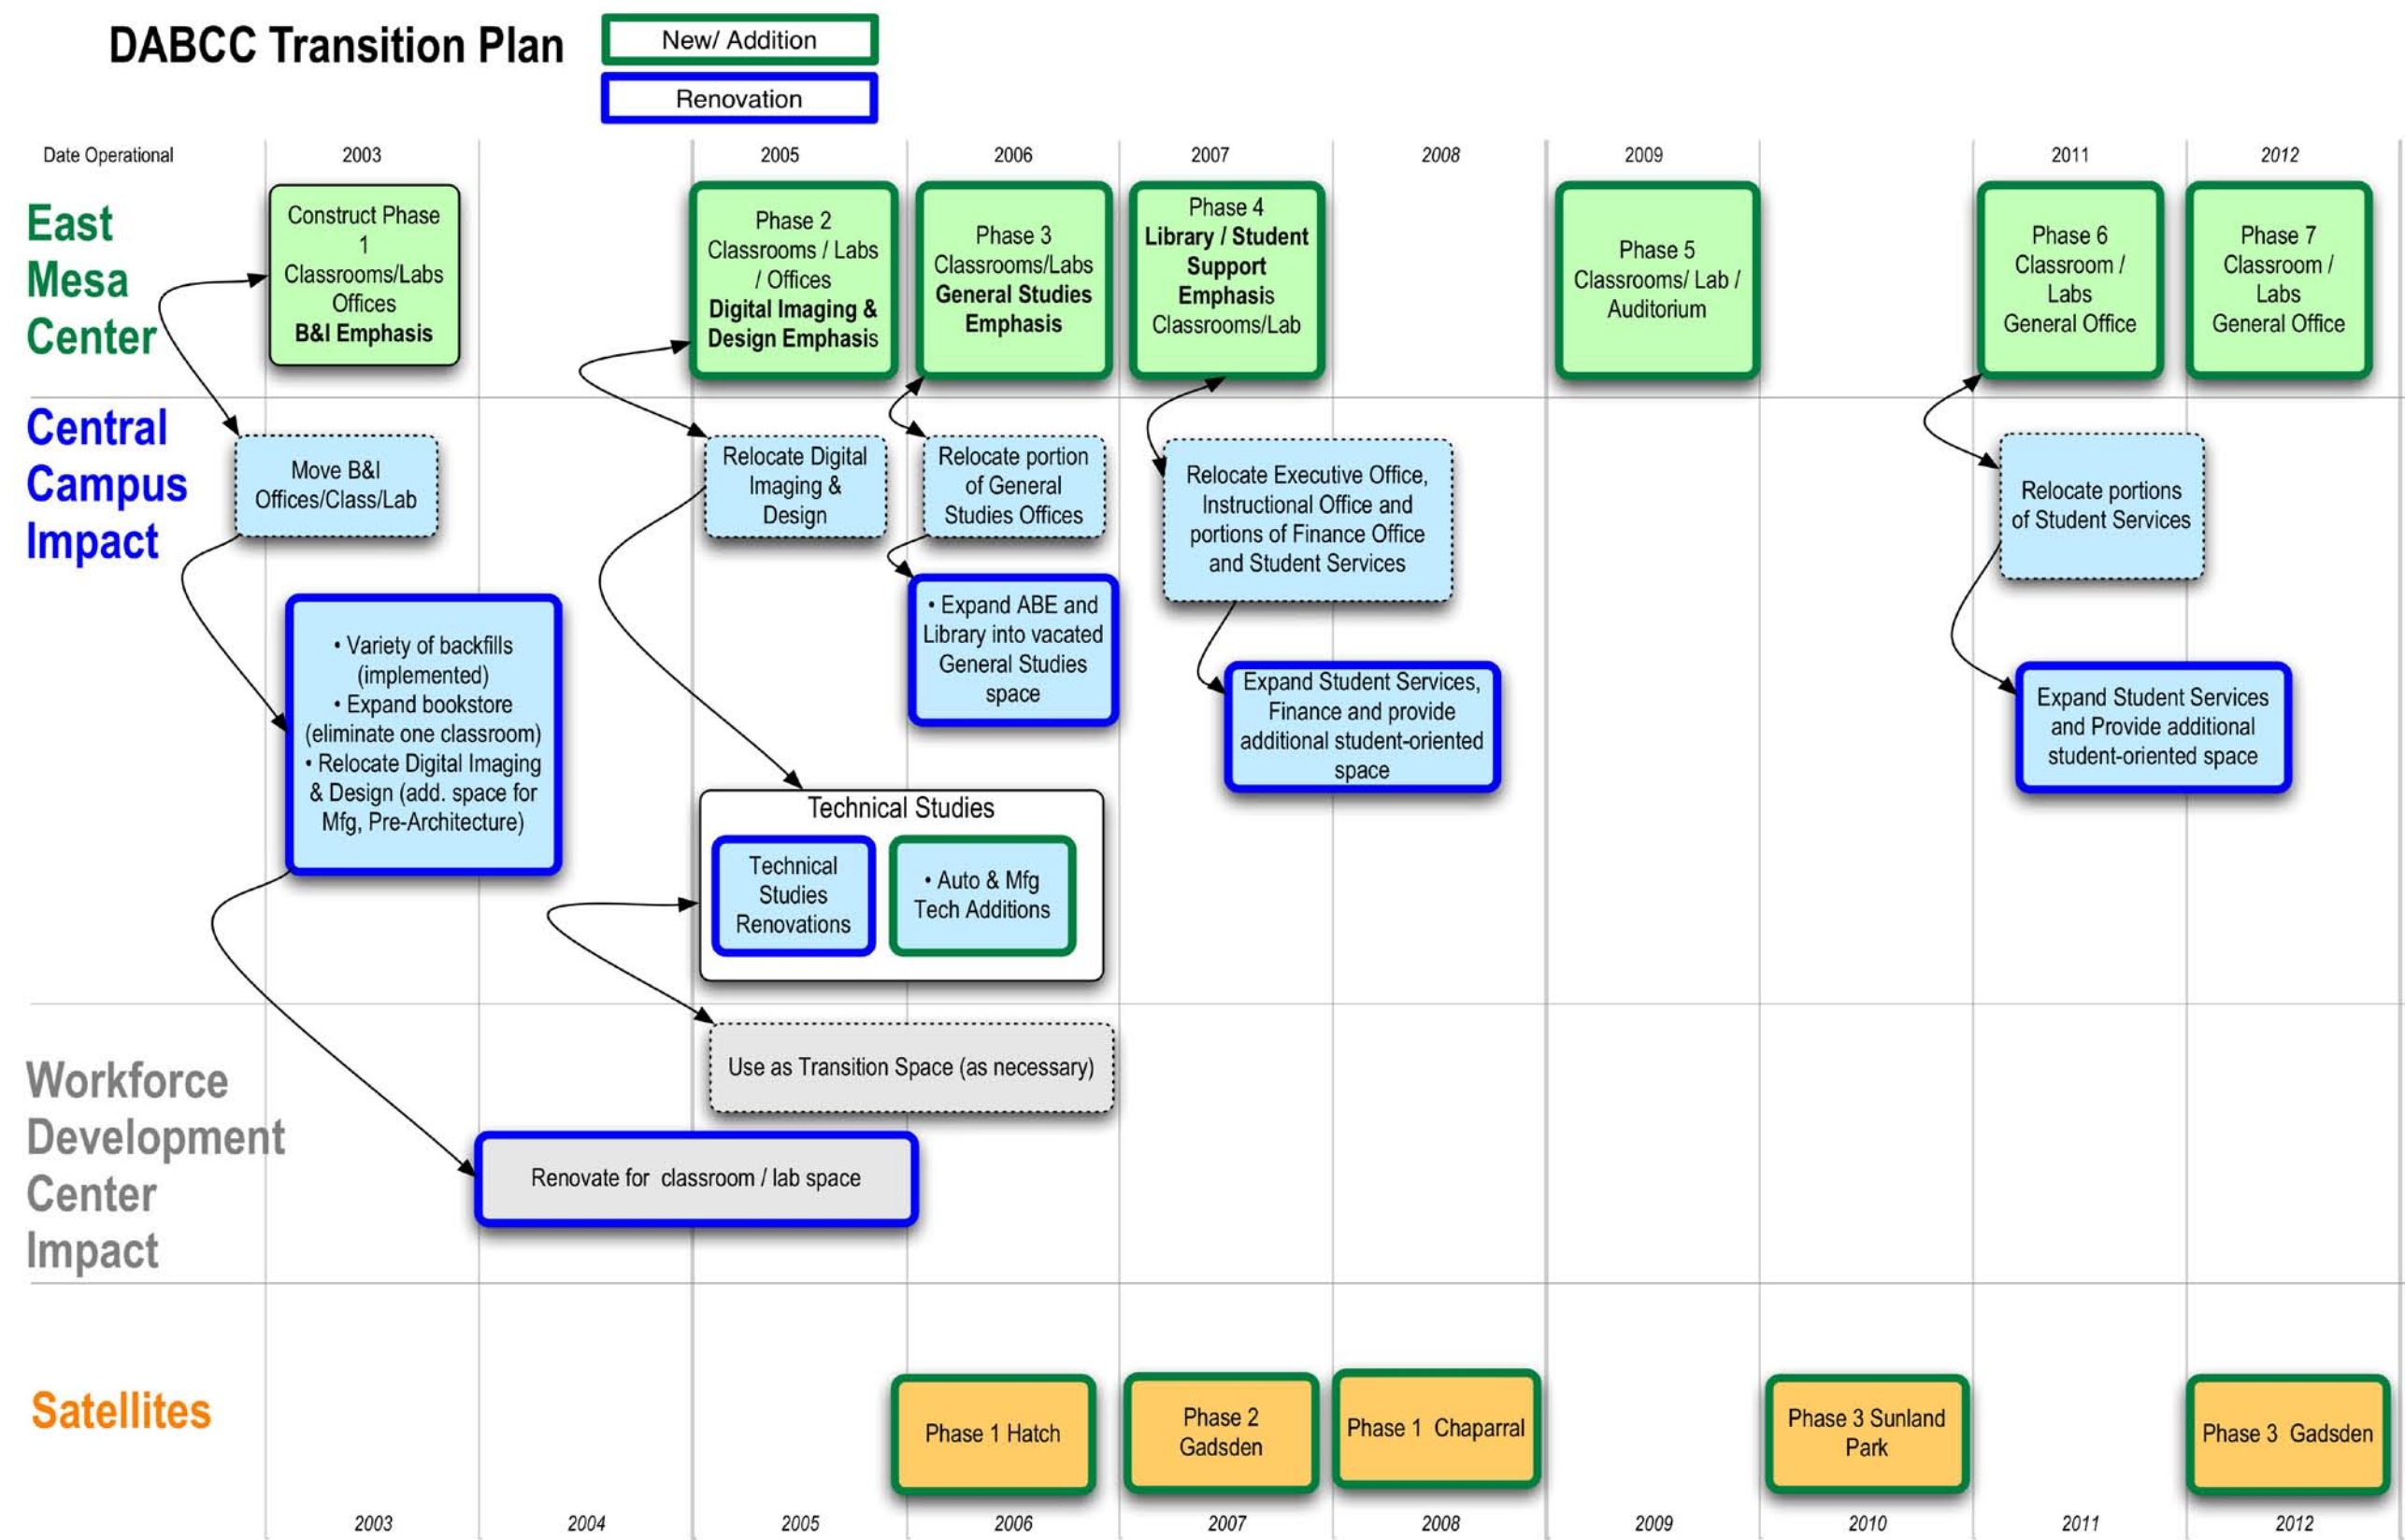 DABCC Transition Plan
New/ Addition
Renovation
Date Operational
2003
2005
2006
2007
2008
2009
2011
2012
East
Mesa
Center
Construct Phase
1
Classrooms/Labs
Offices
B&I Emphasis
Phase 2
Classrooms / Labs
/ Offices
Digital Imaging &
Design Emphasis
Phase 3
Classrooms/Labs
General Studies
Emphasis
Phase 4
Library / Student
Support
Emphasis
Classrooms/Lab
Phase 5
Classrooms/ Lab /
Auditorium
Phase 6
Classroom /
Labs
General Office
Phase 7
Classroom /
Labs
General Office
Central
Campus
Impact
Move B&I
Offices/Class/Lab
Relocate Digital
Imaging &
Design
Relocate portion
of General
Studies Offices
Relocate Executive Office,
Instructional Office and
portions of Finance Office
and Student Services
Relocate portions
of Student Services
• Variety of backfills
(implemented)
• Expand bookstore
(eliminate one classroom)
• Relocate Digital Imaging
& Design (add. space for
Mfg, Pre-Architecture)
• Expand ABE and
Library into vacated
General Studies
space
Expand Student Services,
Finance and provide
additional student-oriented
space
Expand Student Services
and Provide additional
student-oriented space
Technical Studies
Technical
Studies
Renovations
• Auto & Mfg
Tech Additions
Workforce
Development
Center
Impact
Use as Transition Space (as necessary)
Renovate for classroom / lab space
Satellites
Phase 1 Hatch
Phase 2
Gadsden
Phase 1 Chaparral
Phase 3 Sunland
Park
Phase 3 Gadsden
2003
2004
2005
2006
2007
2008
2009
2010
2011
2012